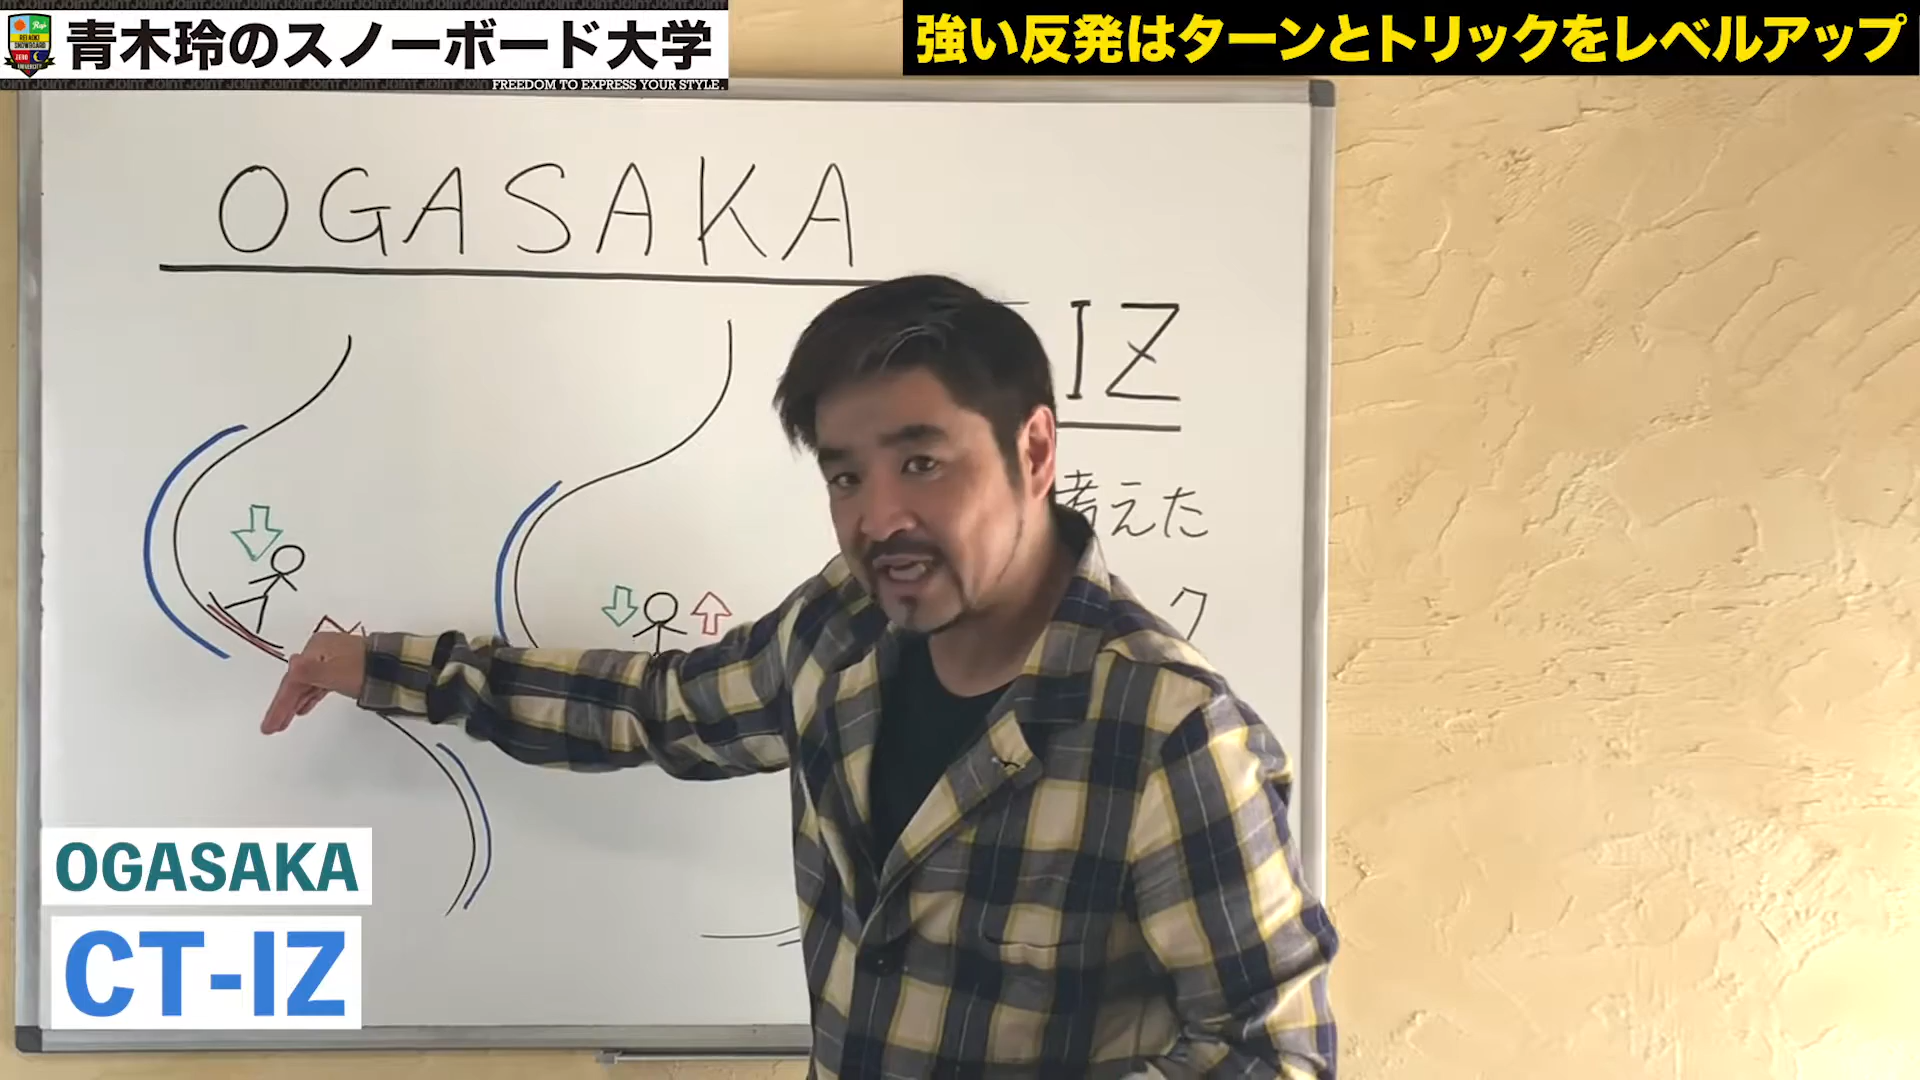 青木玲のスノーボード大学
FREEDOM TO EXPRESS YOUR STYLE.
強い反発はターンとトリックをレベルアップ
OGASAKA
IZ
考えた
ク
OGASAKA
CT-IZ